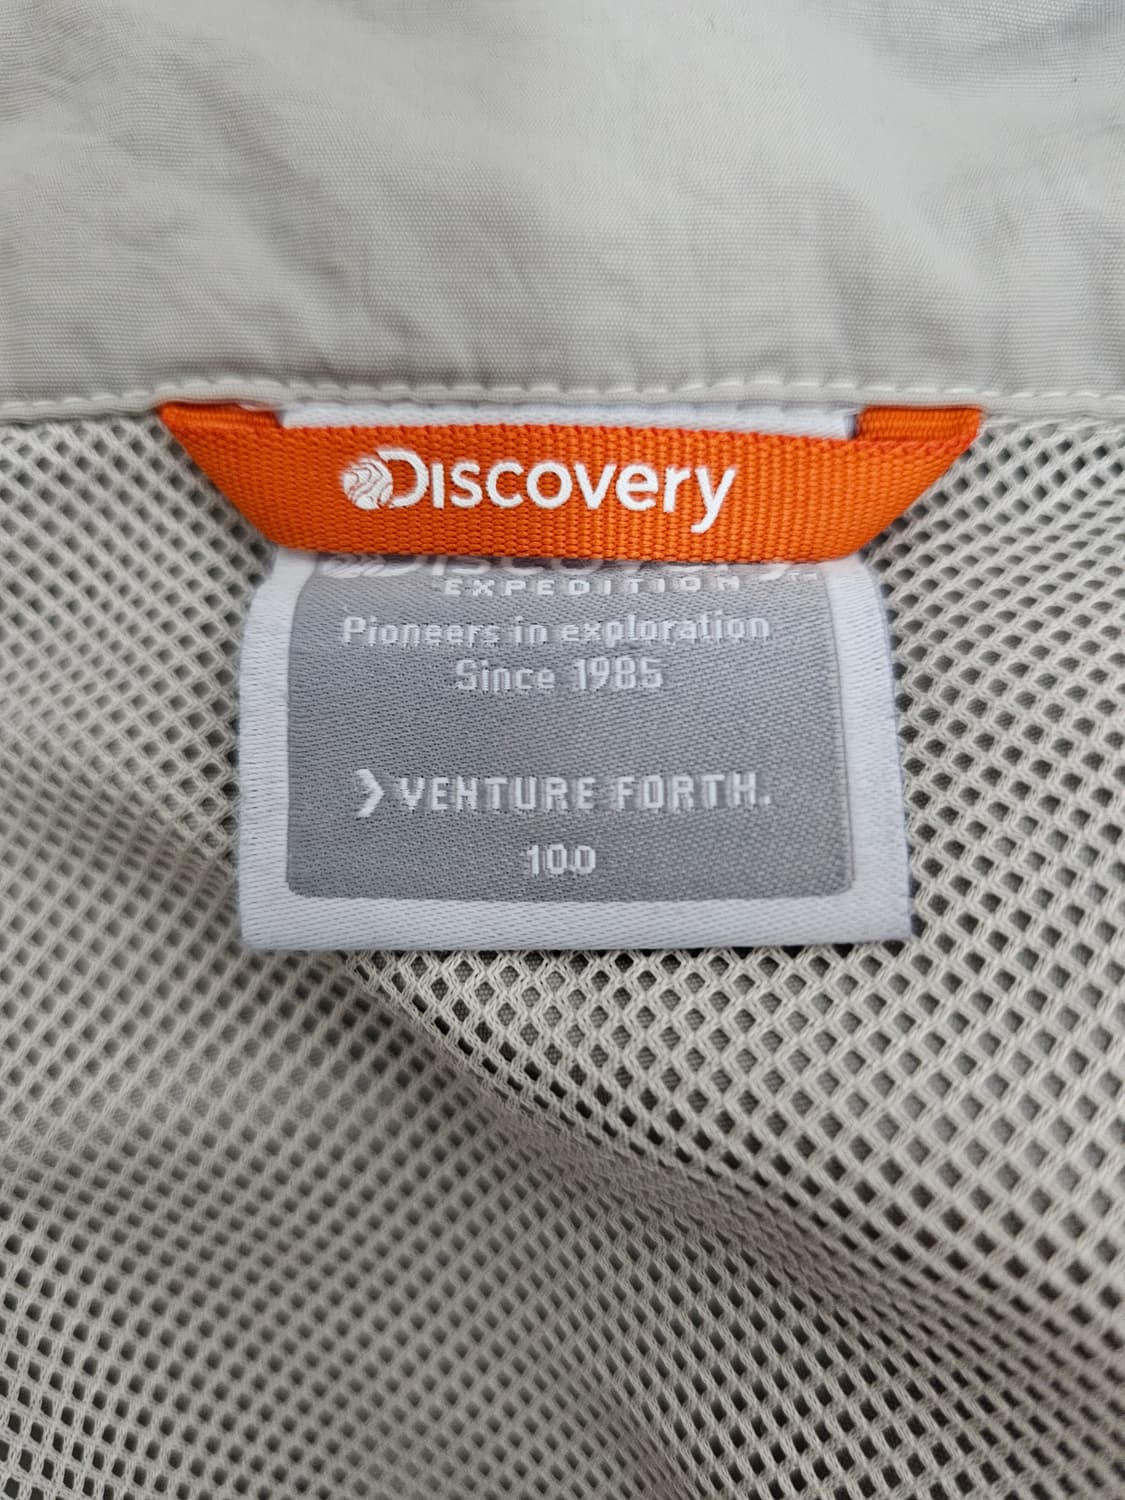 Discovery
EXPEDITION
Pioneers in exploration
Since 1985
❯ VENTURE FORTH.
100